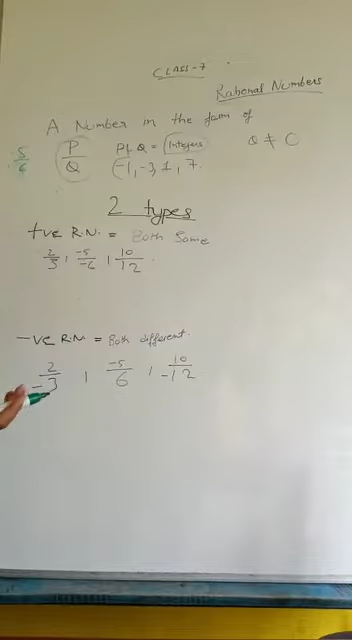 CLASS-7
Rational Numbers
A Number in the form of
5/6 P/Q P & Q = Integers Q ≠ 0
(-1, -3, 1, 7.
2 types
+ve R.N. = Both Same
2/3, -5/-6, 10/12.
-ve R.N. = Both different.
2/-3, -5/6, 10/-12